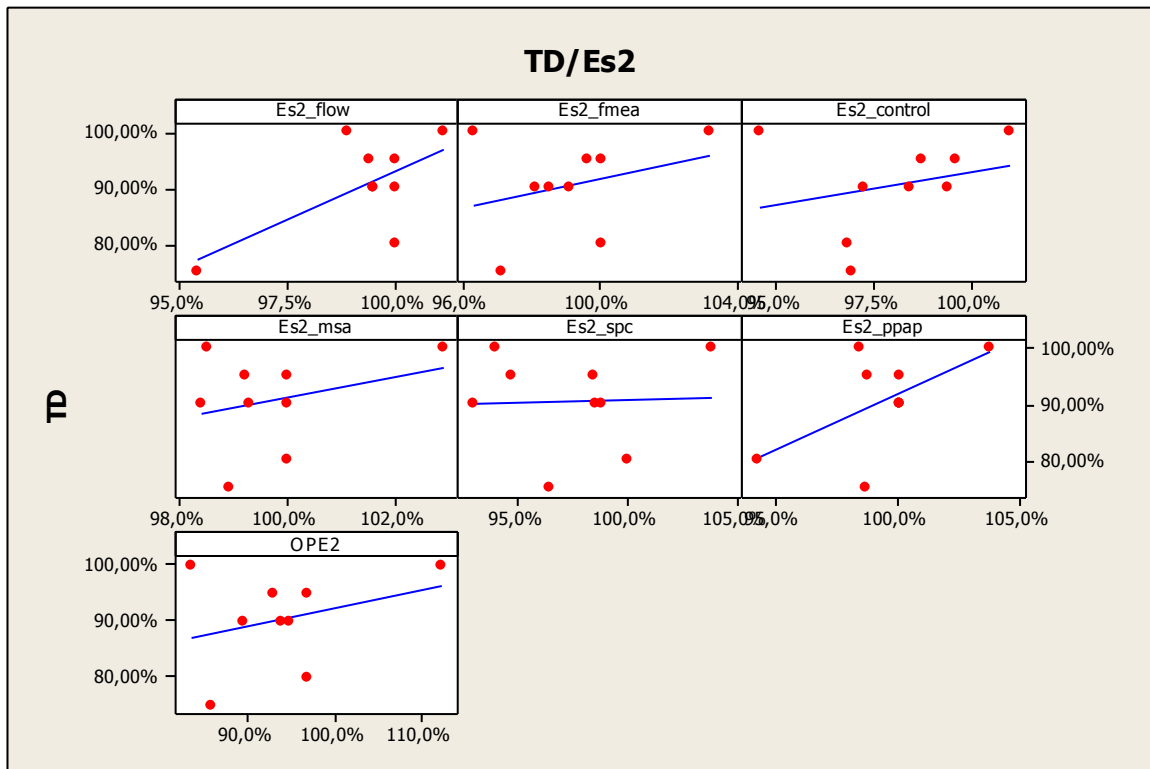 TD/Es2
Es2_flow Es2_fmea Es2_control
100,00%
90,00%
80,00%
95,0% 97,5% 100,0% 96,0% 100,0% 104,0% 95,0% 97,5% 100,0%
Es2_msa Es2_spc Es2_ppap
100,00%
90,00%
80,00%
98,0% 100,0% 102,0% 95,0% 100,0% 105,0% 95,0% 100,0% 105,0%
TD
OPE2
100,00%
90,00%
80,00%
90,0% 100,0% 110,0%